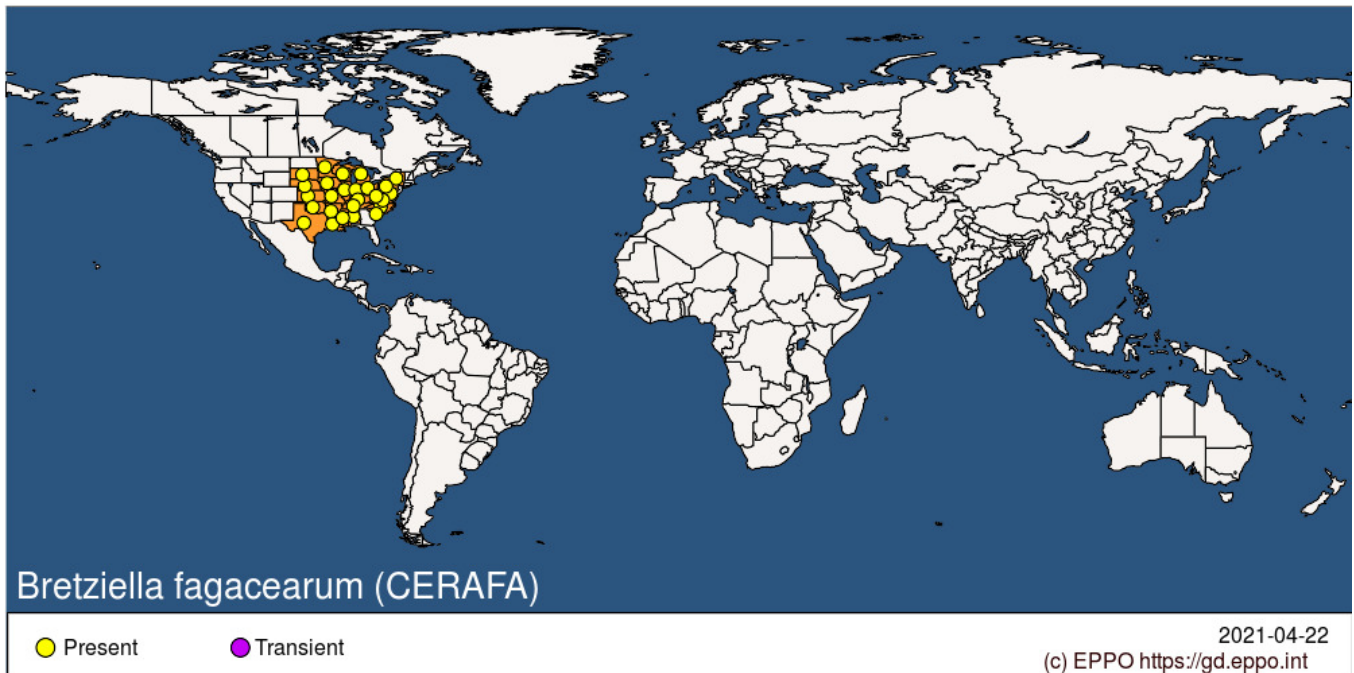 Bretziella fagacearum (CERAFA)
Present
Transient
2021-04-22
(c) EPPO https://gd.eppo.int